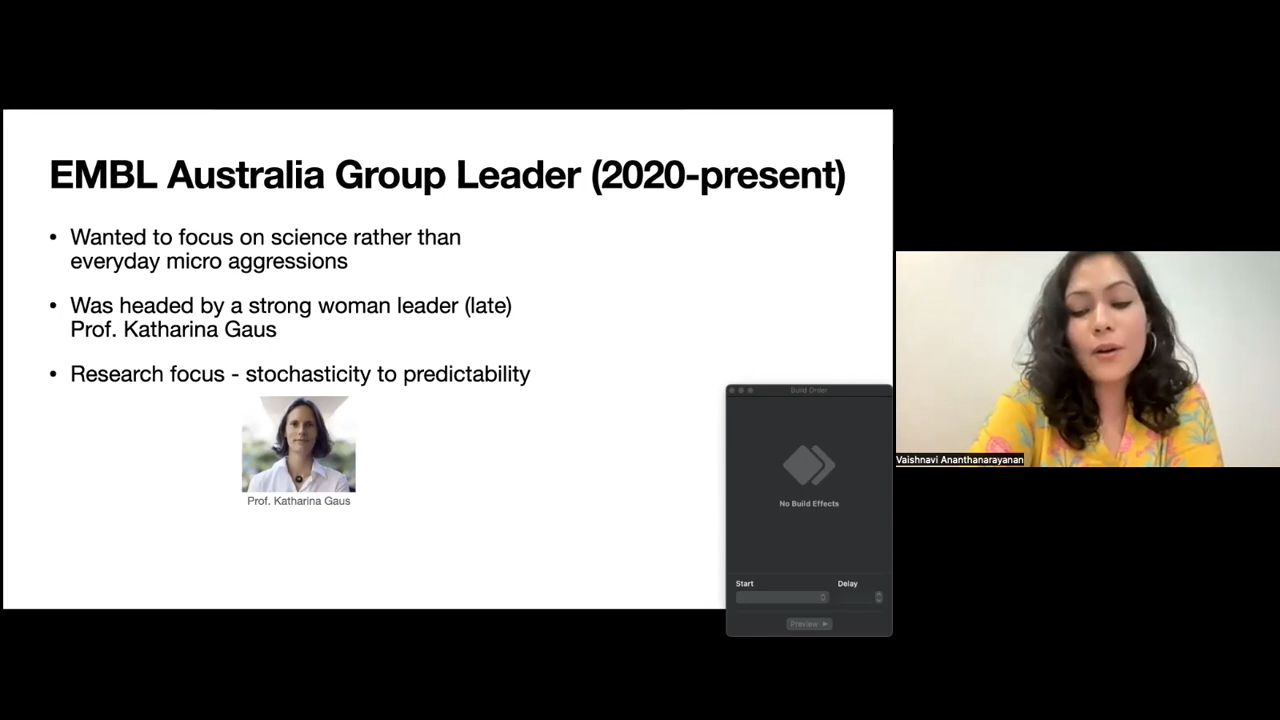 EMBL Australia Group Leader (2020-present)
• Wanted to focus on science rather than
everyday micro aggressions
• Was headed by a strong woman leader (late)
Prof. Katharina Gaus
• Research focus - stochasticity to predictability
Prof. Katharina Gaus
Build Order
No Build Effects
Start Delay
Preview
Vaishnavi Ananthanarayanan